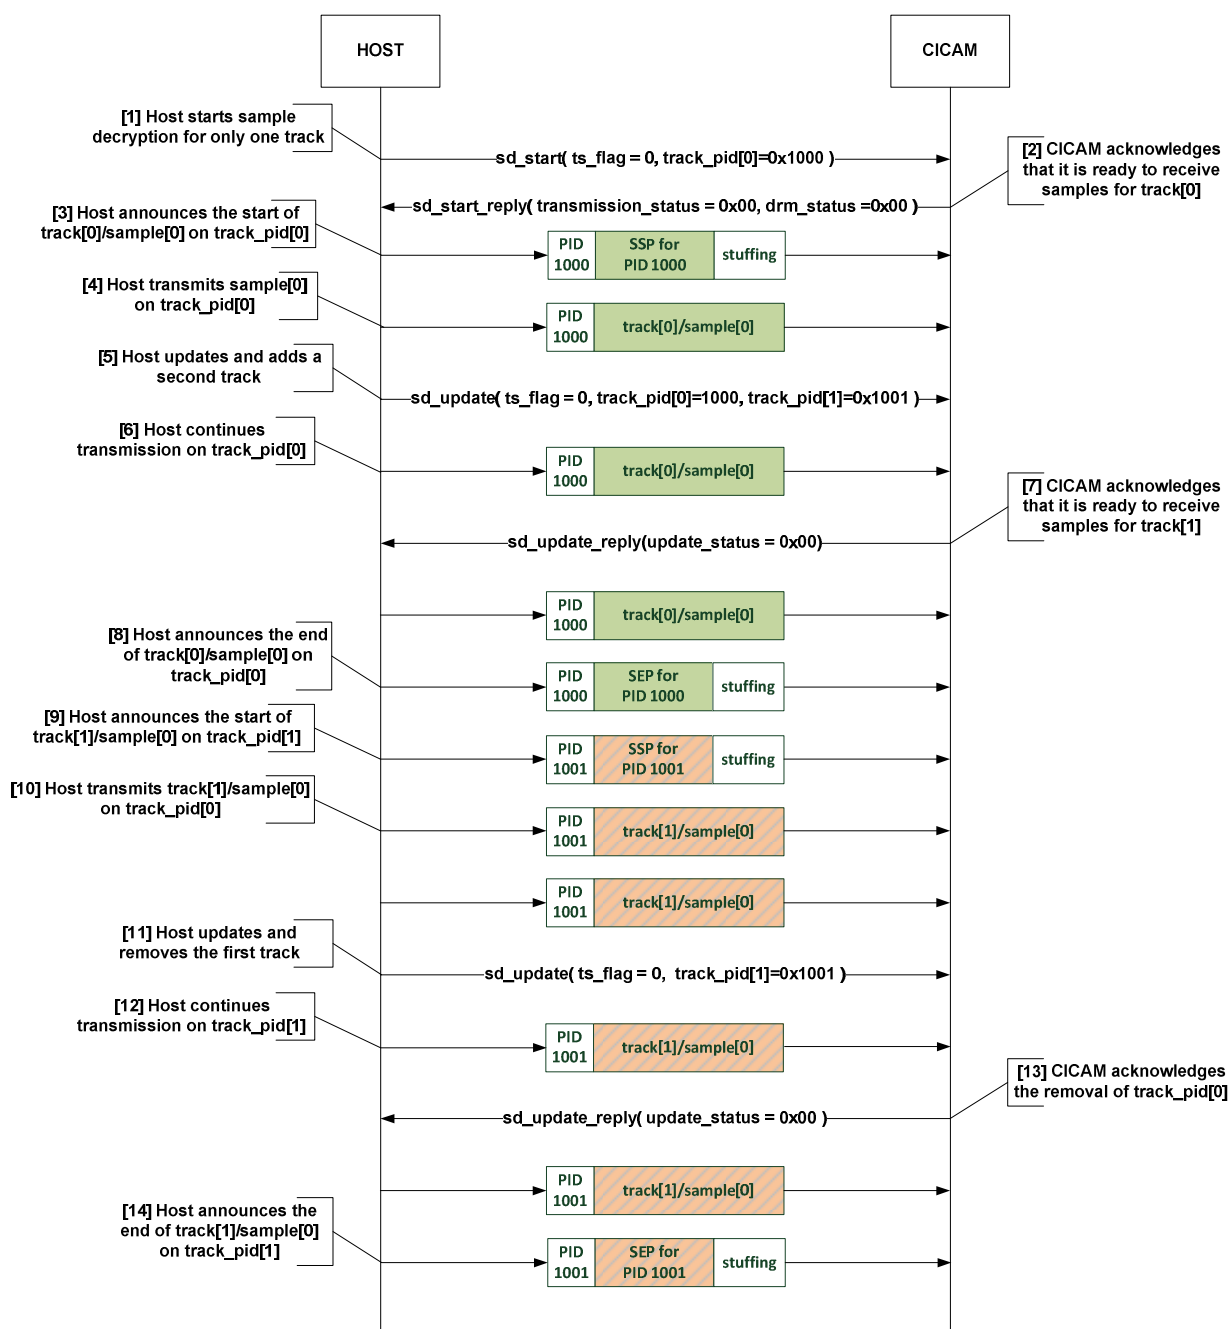 HOST
CICAM
[1] Host starts sample
decryption for only one track
sd_start( ts_flag = 0, track_pid[0]=0x1000 )
[2] CICAM acknowledges
that it is ready to receive
samples for track[0]
sd_start_reply( transmission_status = 0x00, drm_status =0x00 )
[3] Host announces the start of
track[0]/sample[0] on track_pid[0]
PID
1000
SSP for
PID 1000
stuffing
[4] Host transmits sample[0]
on track_pid[0]
PID
1000
track[0]/sample[0]
[5] Host updates and adds a
second track
sd_update( ts_flag = 0, track_pid[0]=1000, track_pid[1]=0x1001 )
[6] Host continues
transmission on track_pid[0]
PID
1000
track[0]/sample[0]
[7] CICAM acknowledges
that it is ready to receive
samples for track[1]
sd_update_reply(update_status = 0x00)
PID
1000
track[0]/sample[0]
[8] Host announces the end
of track[0]/sample[0] on
track_pid[0]
PID
1000
SEP for
PID 1000
stuffing
[9] Host announces the start of
track[1]/sample[0] on track_pid[1]
PID
1001
SSP for
PID 1001
stuffing
[10] Host transmits track[1]/sample[0]
on track_pid[0]
PID
1001
track[1]/sample[0]
PID
1001
track[1]/sample[0]
[11] Host updates and
removes the first track
sd_update( ts_flag = 0, track_pid[1]=0x1001 )
[12] Host continues
transmission on track_pid[1]
PID
1001
track[1]/sample[0]
[13] CICAM acknowledges
the removal of track_pid[0]
sd_update_reply( update_status = 0x00 )
PID
1001
track[1]/sample[0]
[14] Host announces the
end of track[1]/sample[0]
on track_pid[1]
PID
1001
SEP for
PID 1001
stuffing